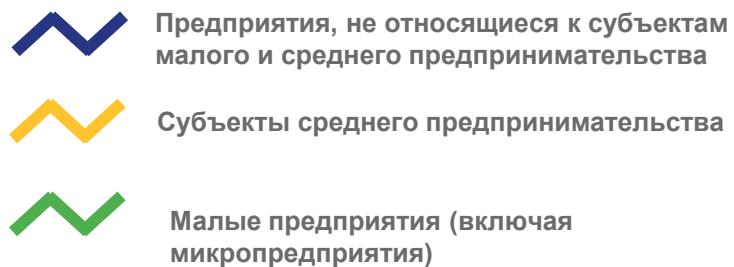 Предприятия, не относящиеся к субъектам
малого и среднего предпринимательства
Субъекты среднего предпринимательства
Малые предприятия (включая
микропредприятия)